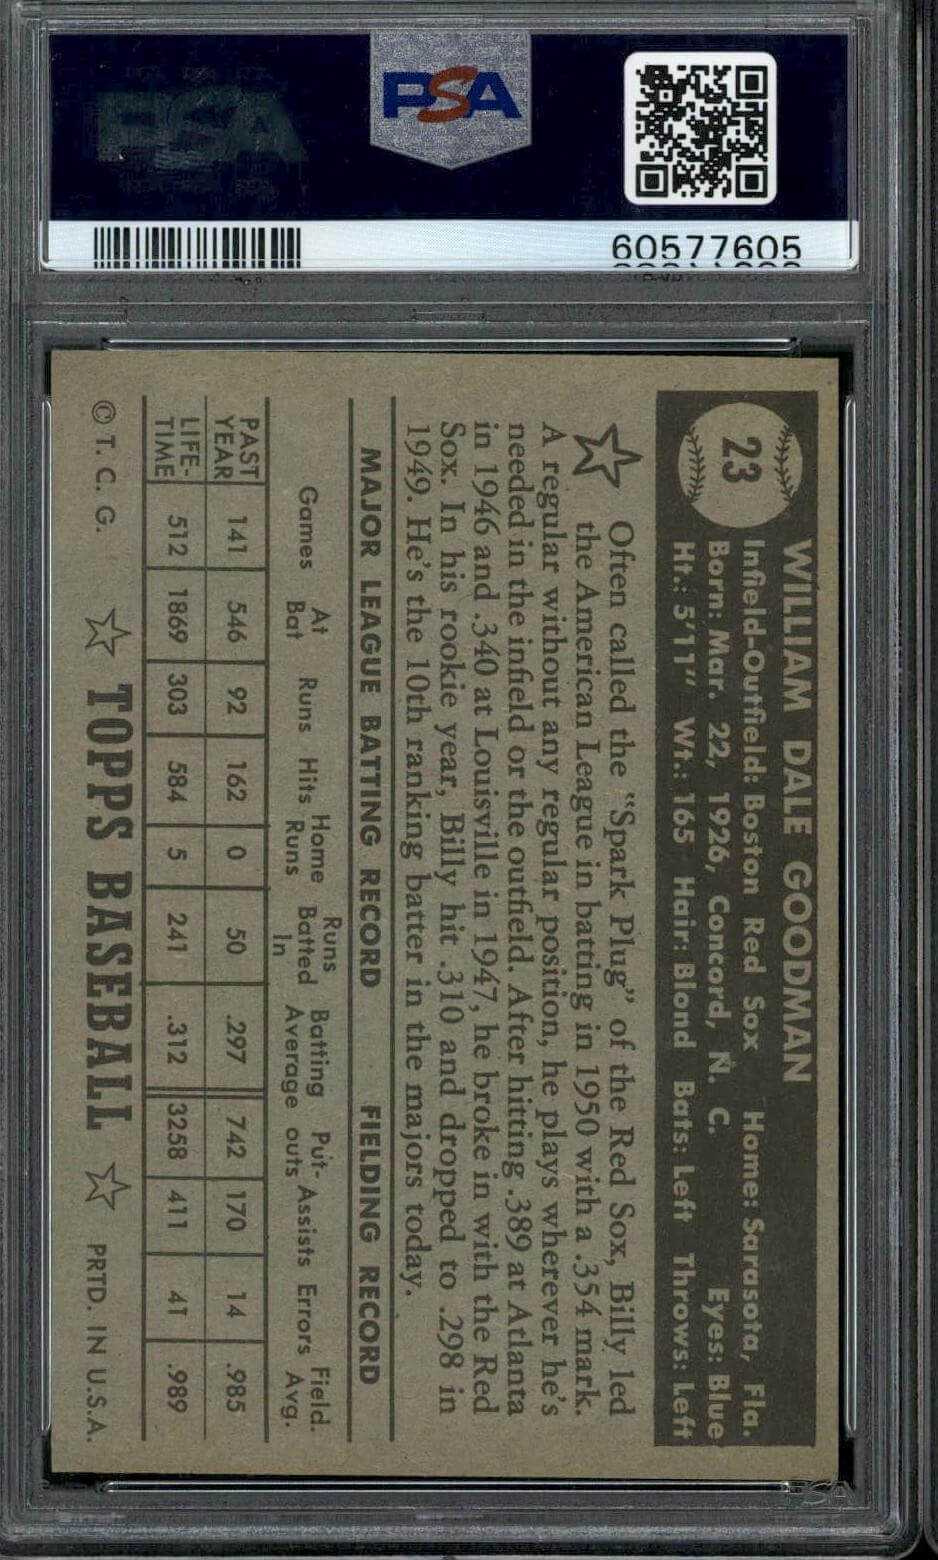 PSA
PSA
60577605
23
WILLIAM DALE GOODMAN
Infield-Outfield: Boston Red Sox Home: Sarasota, Fla.
Born: Mar. 22, 1926, Concord, N. C. Eyes: Blue
Ht.: 5'11" Wt.: 165 Hair: Blond Bats: Left Throws: Left
Often called the "Spark Plug" of the Red Sox, Billy led
the American League in batting in 1950 with a .354 mark.
A regular without any regular position, he plays wherever he's
needed in the infield or the outfield. After hitting .389 at Atlanta
in 1946 and .340 at Louisville in 1947, he broke in with the Red
Sox. In his rookie year, Billy hit .310 and dropped to .298 in
1949. He's the 10th ranking batter in the majors today.
MAJOR LEAGUE BATTING RECORD FIELDING RECORD
Games At Bat Runs Hits Home Runs Runs Batted In Batting Average Put-outs Assists Errors Field. Avg.
PAST YEAR 141 546 92 162 0 50 .297 742 170 14 .985
LIFE-TIME 512 1869 303 584 5 241 .312 3258 411 41 .989
© T. C. G. ☆ TOPPS BASEBALL ☆ PRTD. IN U.S.A.
PSA